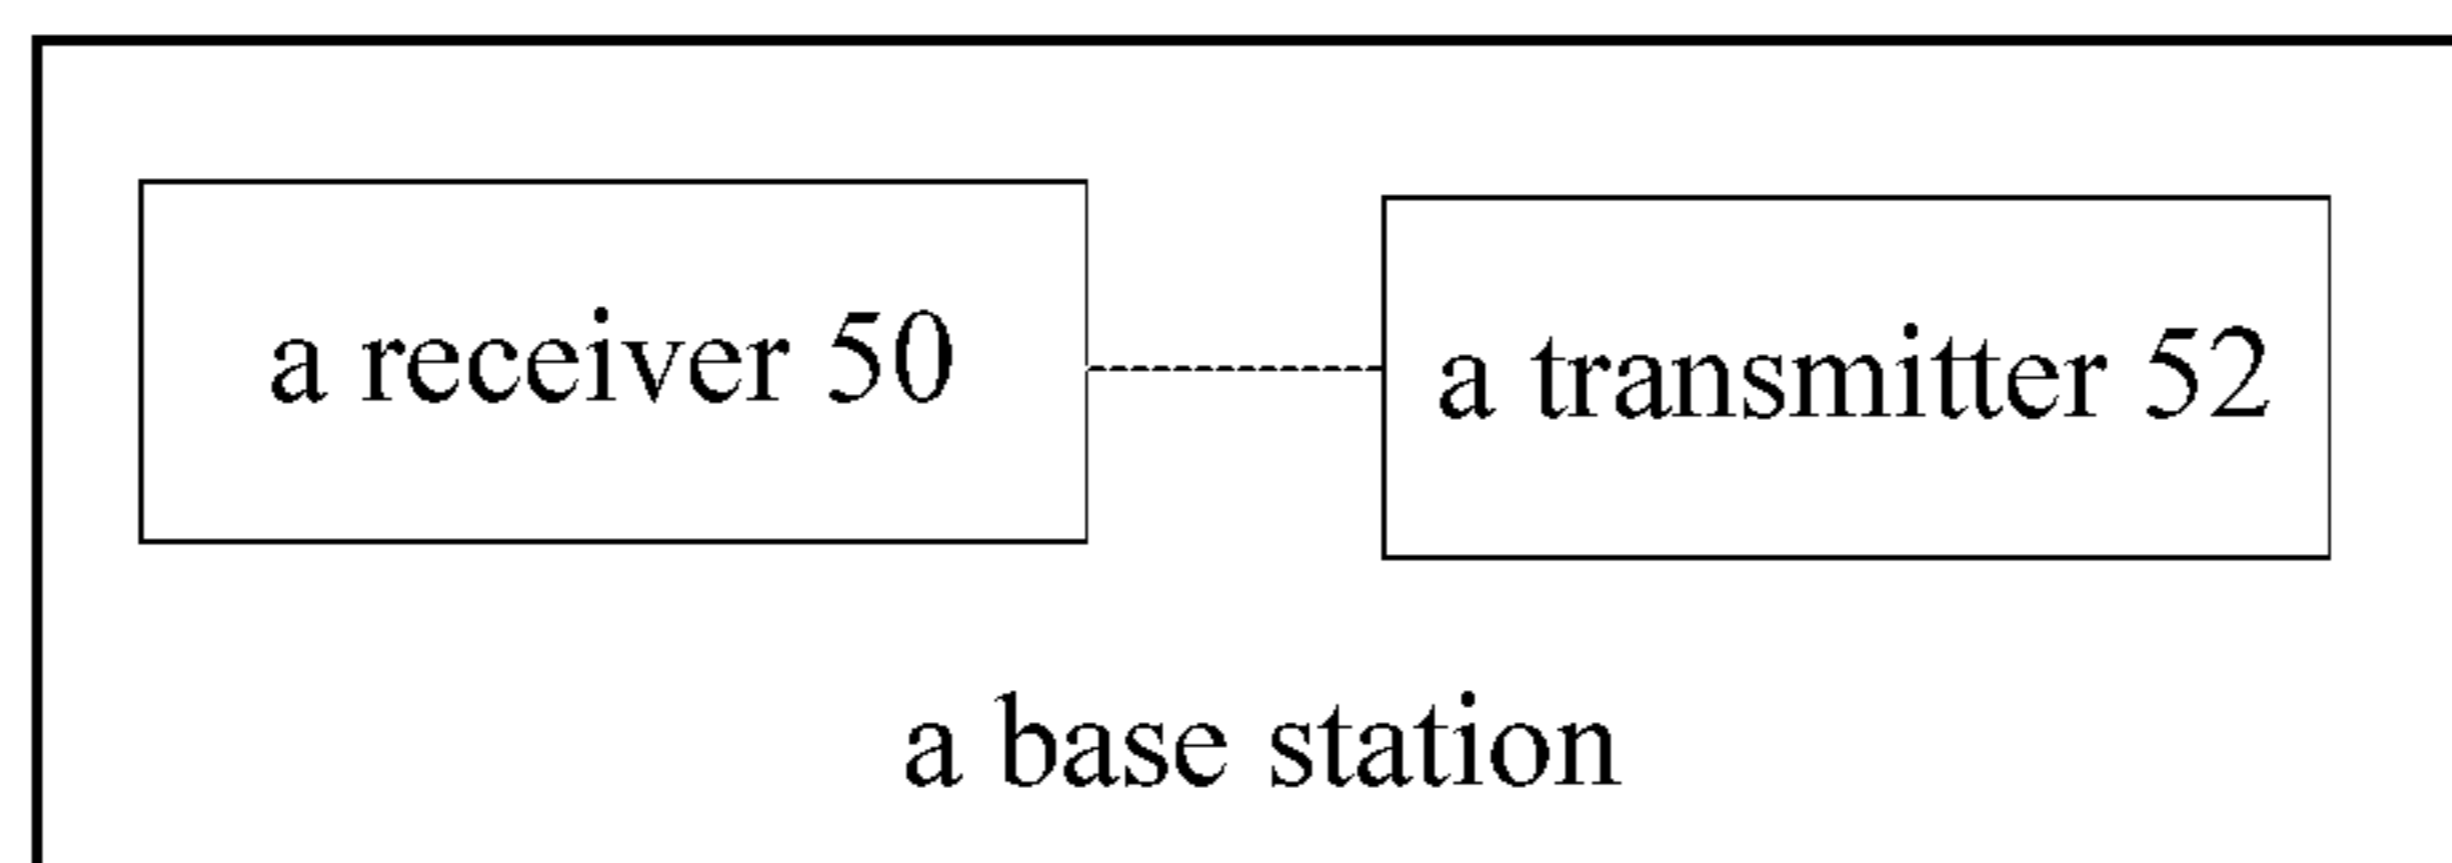 a receiver 50
a transmitter 52
a base station